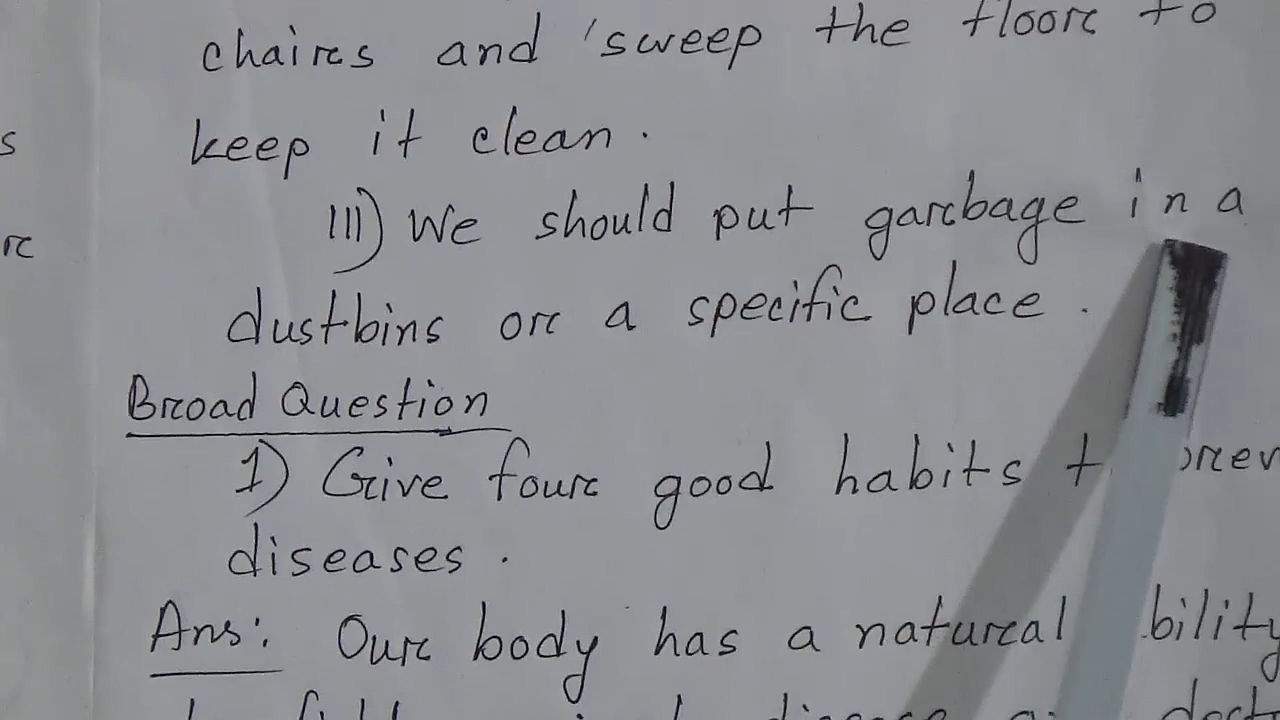 chairs and 'sweep the floor to
s keep it clean.
III) We should put garbage in a
r
dustbins or a specific place.
Broad Question
1) Give four good habits
diseases.
Ans: Our body has a natural